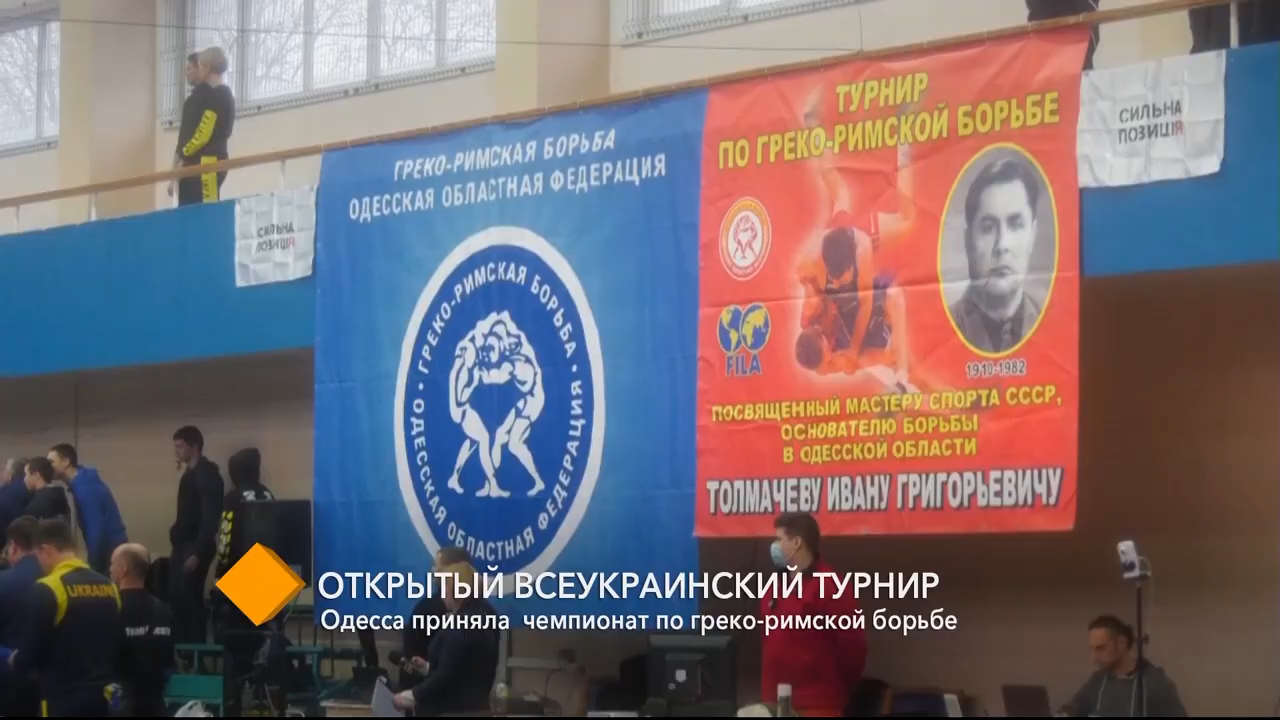 ГРЕКО-РИМСКАЯ БОРЬБА
ОДЕССКАЯ ОБЛАСТНАЯ ФЕДЕРАЦИЯ
• ГРЕКО-РИМСКАЯ БОРЬБА •
ОДЕССКАЯ ОБЛАСТНАЯ ФЕДЕРАЦИЯ
СИЛЬНА
ПОЗИЦІЯ
ТУРНИР
ПО ГРЕКО-РИМСКОЙ БОРЬБЕ
FILA
1910-1982
ПОСВЯЩЕННЫЙ МАСТЕРУ СПОРТА СССР,
ОСНОВАТЕЛЮ БОРЬБЫ
В ОДЕССКОЙ ОБЛАСТИ
ТОЛМАЧЕВУ ИВАНУ ГРИГОРЬЕВИЧУ
СИЛЬНА
ПОЗИЦІЯ
UKRAINE
ОТКРЫТЫЙ ВСЕУКРАИНСКИЙ ТУРНИР
Одесса приняла чемпионат по греко-римской борьбе